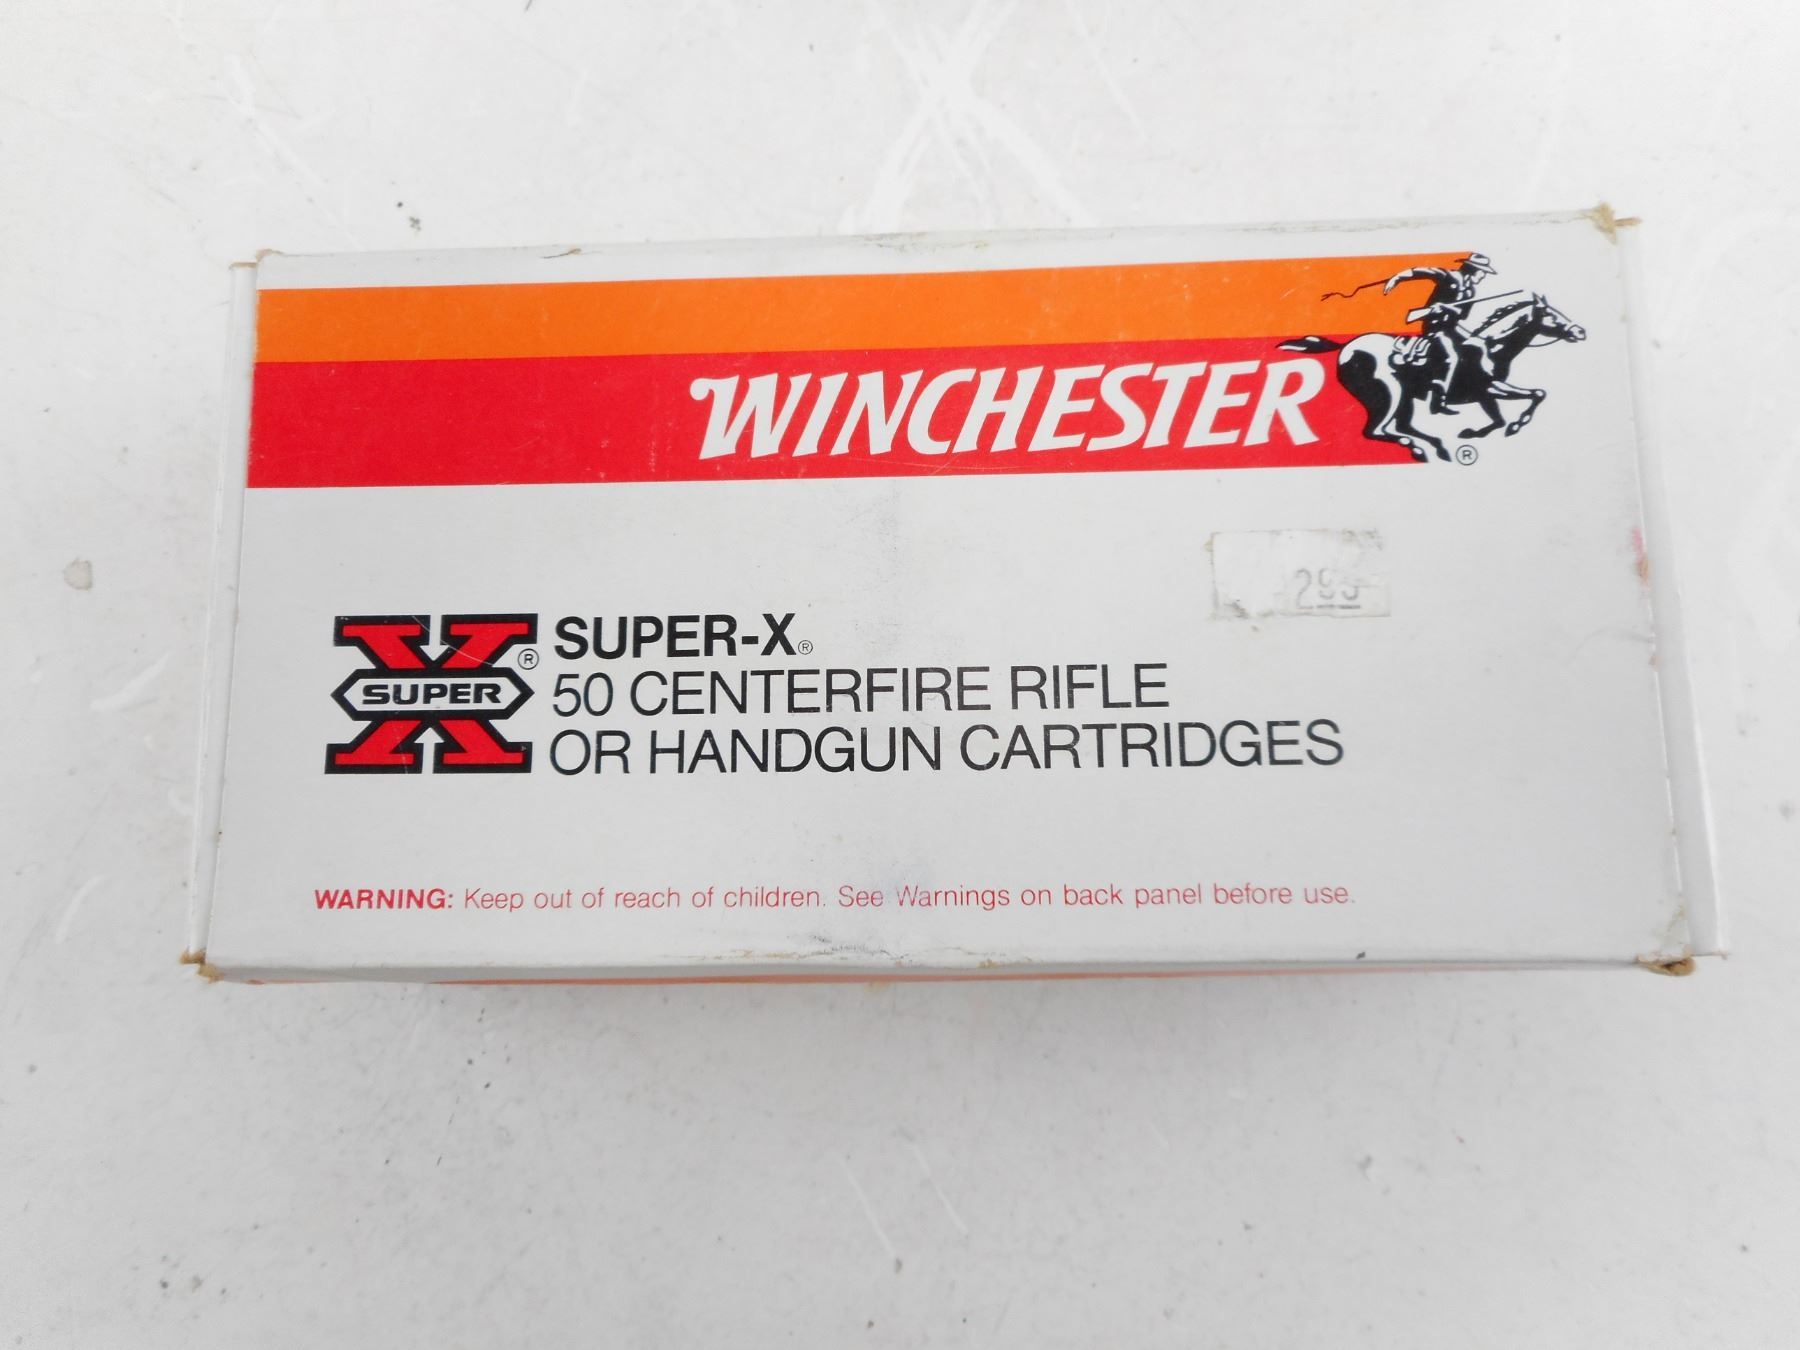 WINCHESTER ®
SUPER ®
SUPER-X®
50 CENTERFIRE RIFLE
OR HANDGUN CARTRIDGES
WARNING: Keep out of reach of children. See Warnings on back panel before use.